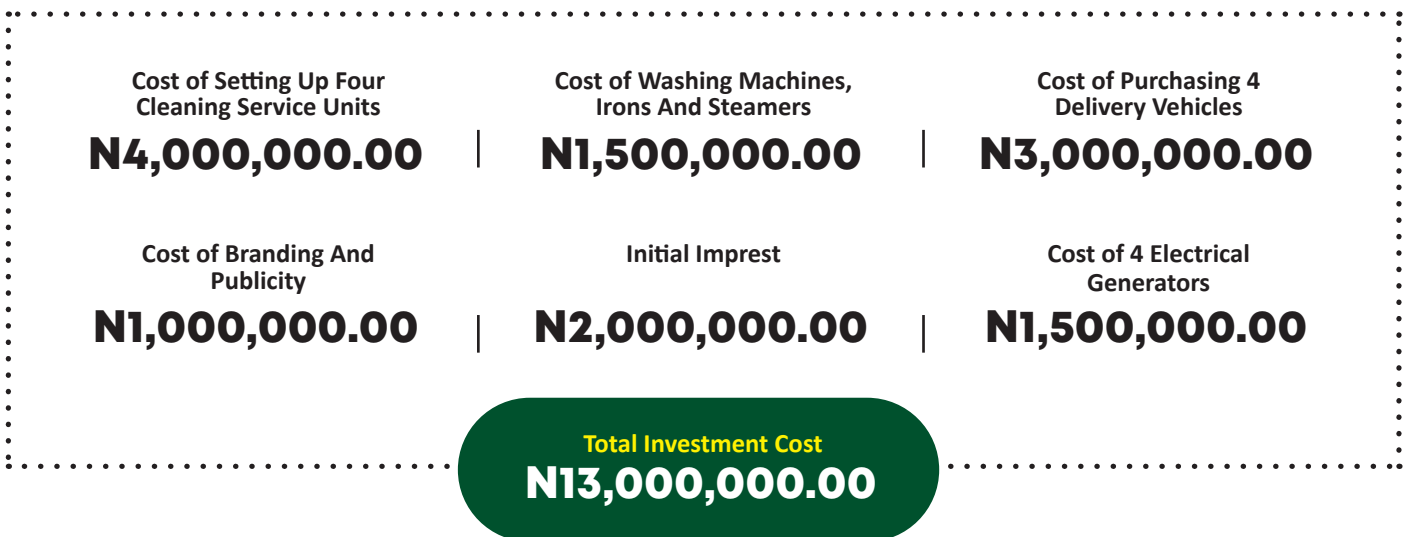 Cost of Setting Up Four
Cleaning Service Units
N4,000,000.00
Cost of Washing Machines,
Irons And Steamers
N1,500,000.00
Cost of Purchasing 4
Delivery Vehicles
N3,000,000.00
Cost of Branding And
Publicity
N1,000,000.00
Initial Imprest
N2,000,000.00
Cost of 4 Electrical
Generators
N1,500,000.00
Total Investment Cost
N13,000,000.00